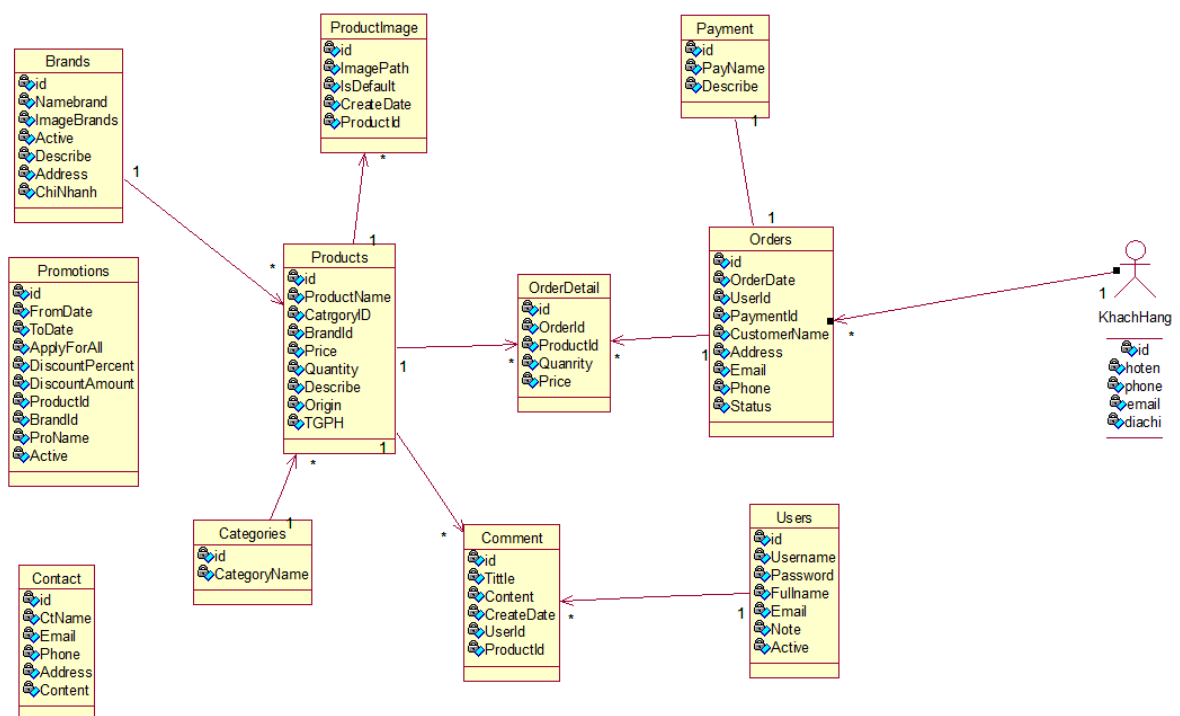 ProductImage
id
ImagePath
IsDefault
CreateDate
ProductId
*
Payment
id
PayName
Describe
1
Brands
id
Namebrand
ImageBrands
Active
Describe
Address
ChiNhanh
1
*
1
Products
id
ProductName
CatrgoryID
BrandId
Price
Quantity
Describe
Origin
TGPH
1
1
*
OrderDetail
id
OrderId
ProductId
Quanrity
Price
*
*
1
Orders
id
OrderDate
UserId
PaymentId
CustomerName
Address
Email
Phone
Status
1
*
1
KhachHang
id
hoten
phone
email
diachi
Promotions
id
FromDate
ToDate
ApplyForAll
DiscountPercent
DiscountAmount
ProductId
BrandId
ProName
Active
Categories
1
id
CategoryName
*
Comment
id
Tittle
Content
CreateDate
UserId
ProductId
*
1
Users
id
Username
Password
Fullname
Email
Note
Active
Contact
id
CtName
Email
Phone
Address
Content